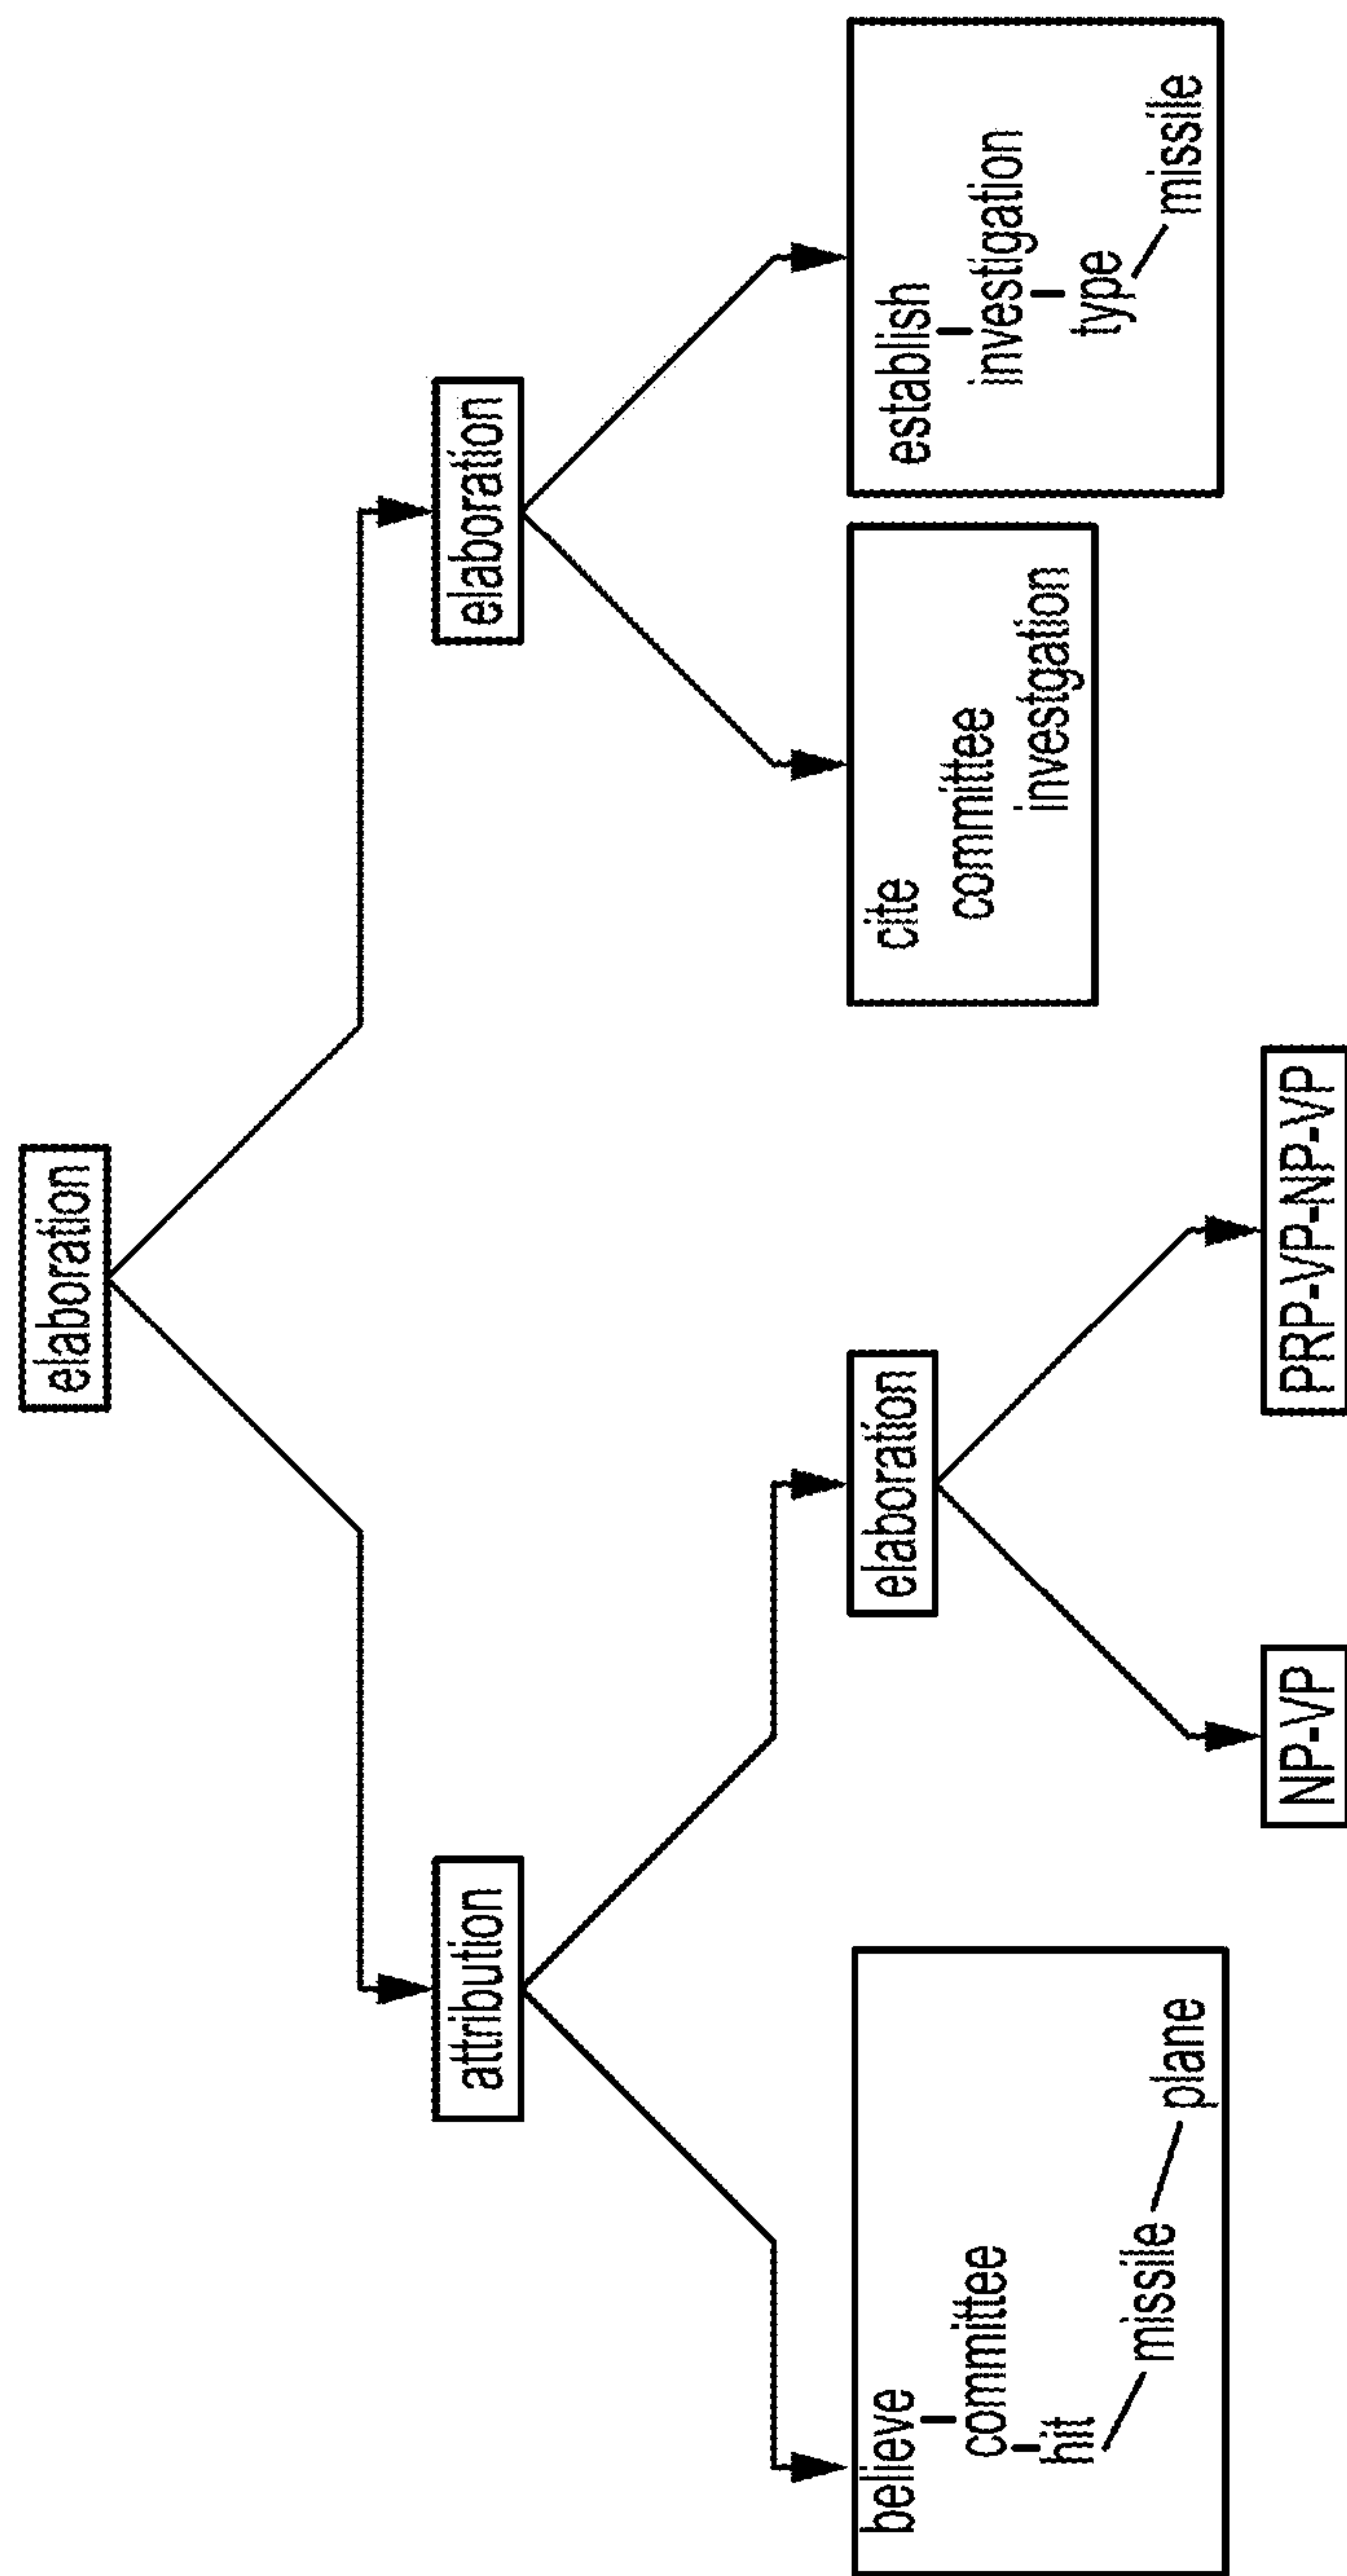 elaboration
attribution
elaboration
believe
committee
hit
missile
plane
elaboration
cite
committee
investgation
establish
investigation
type
missile
NP-VP
PRP-VP-NP-VP